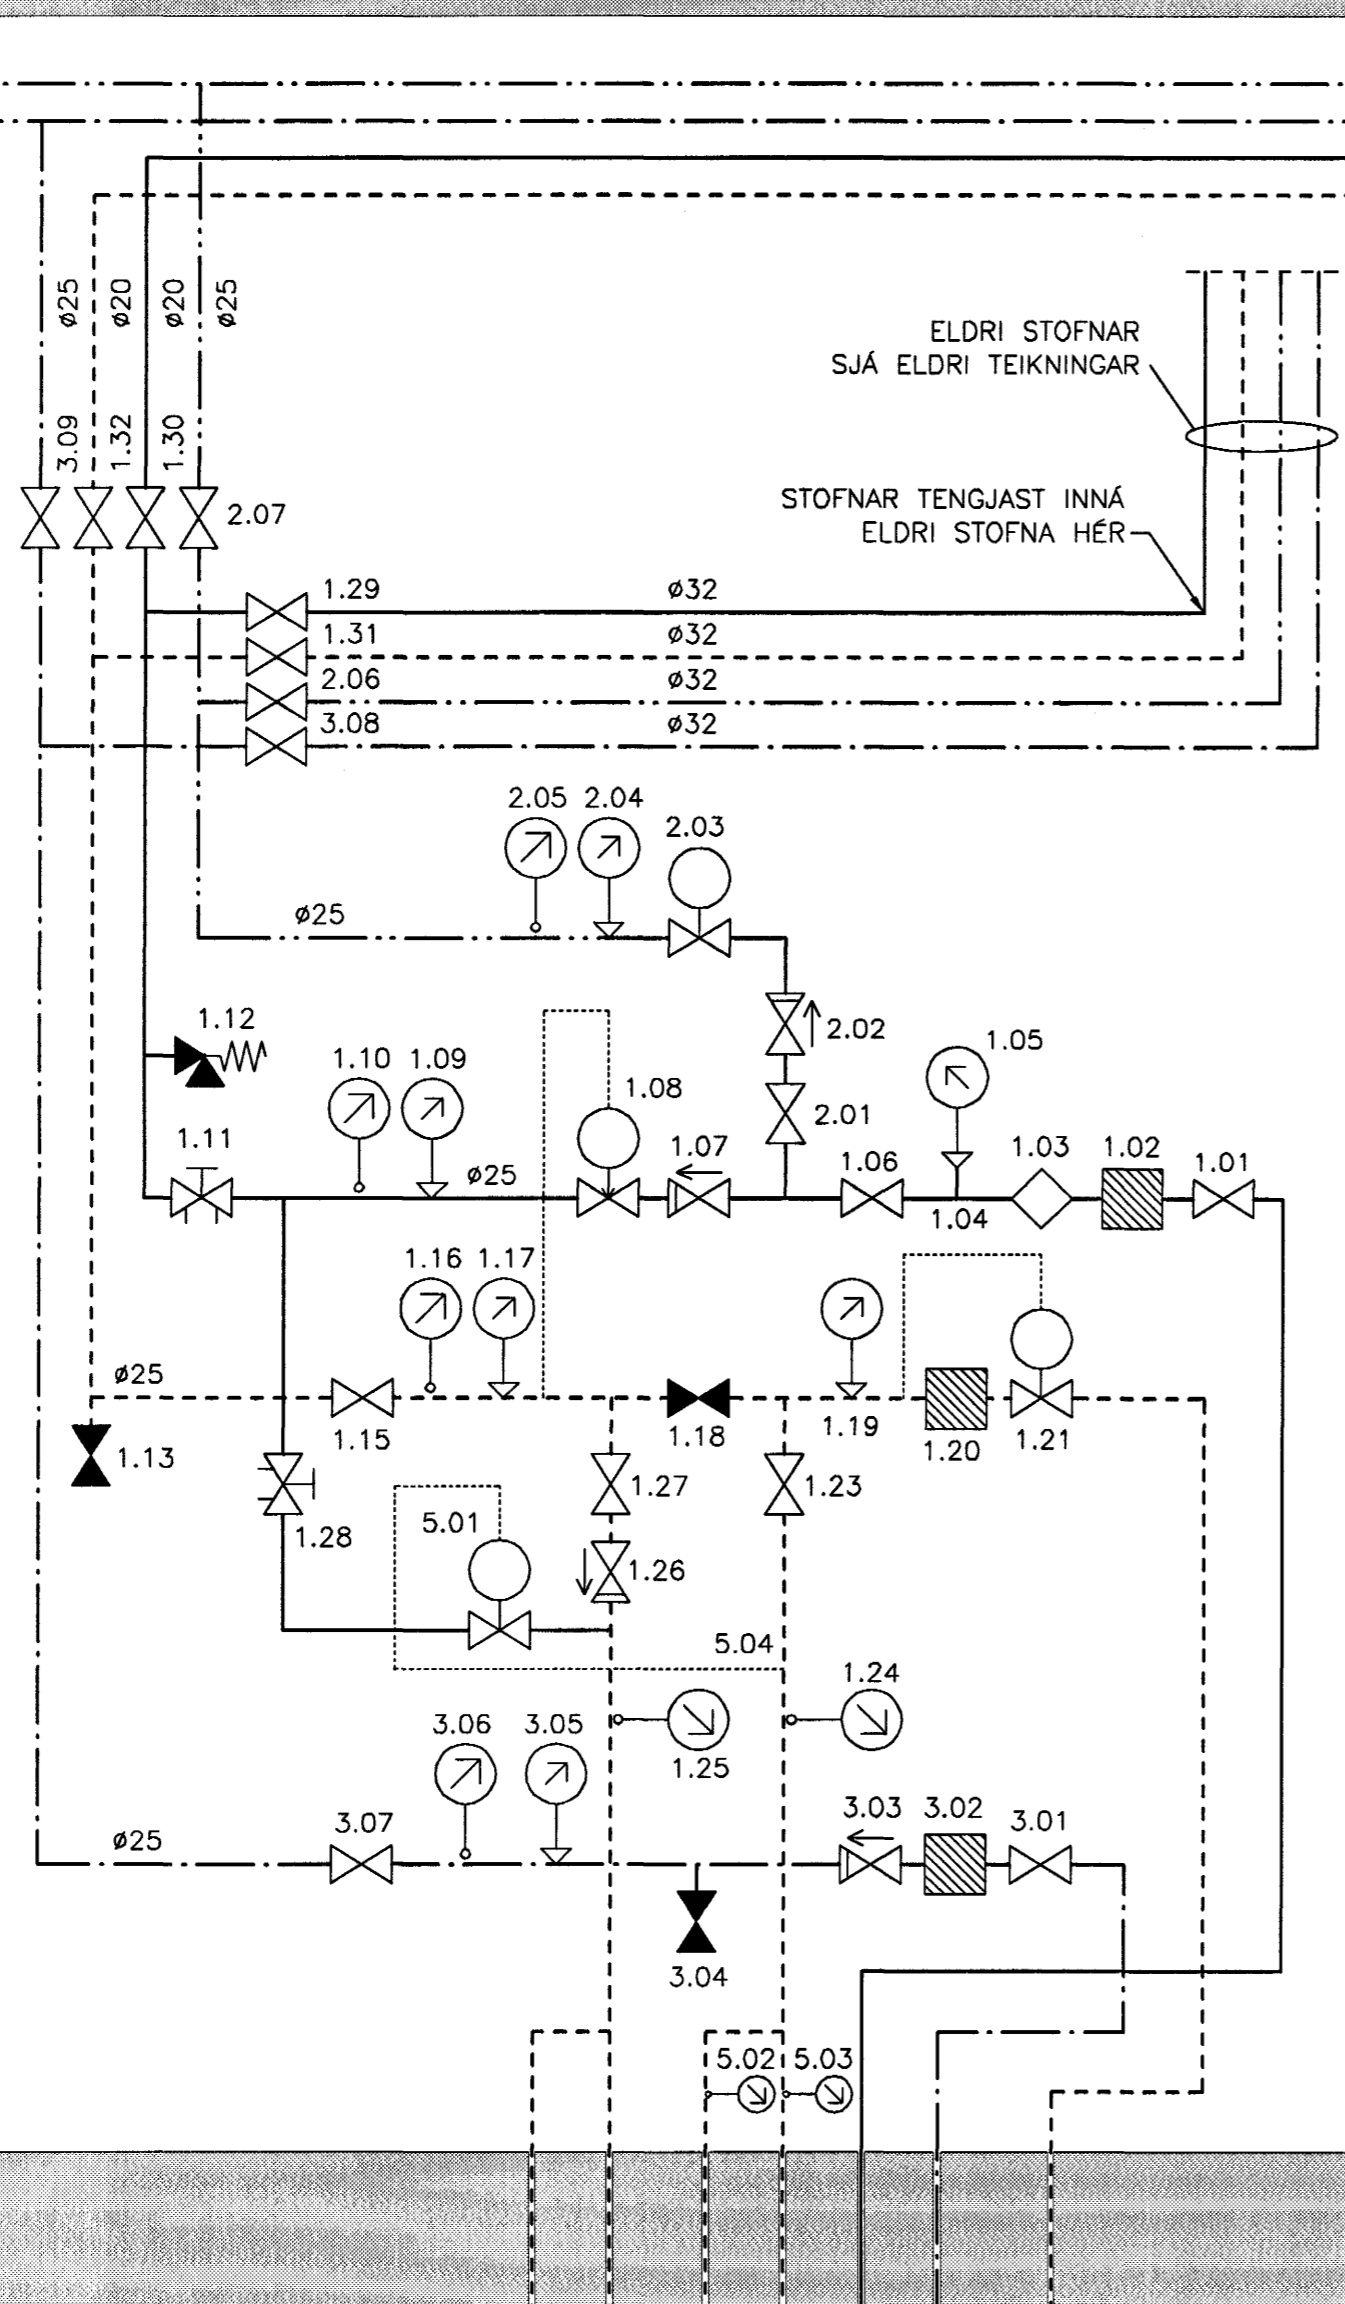 ø25
ø20
ø20
ø25
ELDRI STOFNAR
SJÁ ELDRI TEIKNINGAR
3.09
1.32
1.30
2.07
STOFNAR TENGJAST INNÁ
ELDRI STOFNA HÉR
1.29 ø32
1.31 ø32
2.06 ø32
3.08 ø32
2.05 2.04
2.03
ø25
1.12
2.02
1.05
1.10 1.09
1.08
2.01
1.11
ø25
1.07
1.06
1.03
1.02
1.01
1.04
1.16 1.17
ø25
1.15
1.18
1.19
1.20
1.21
1.13
1.27
1.23
5.01
1.28
1.26
5.04
1.24
3.06 3.05
1.25
ø25
3.07
3.03 3.02 3.01
3.04
5.02 5.03